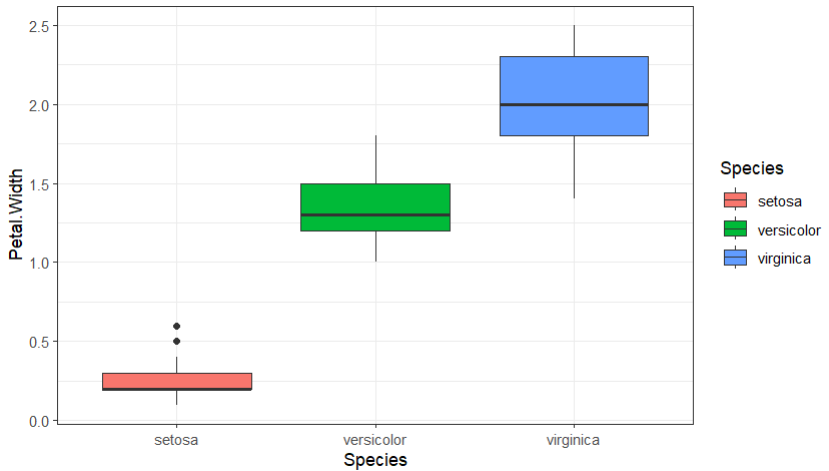 2.5
2.0
1.5
1.0
0.5
0.0
Petal.Width
setosa
versicolor
virginica
Species
Species
setosa
versicolor
virginica